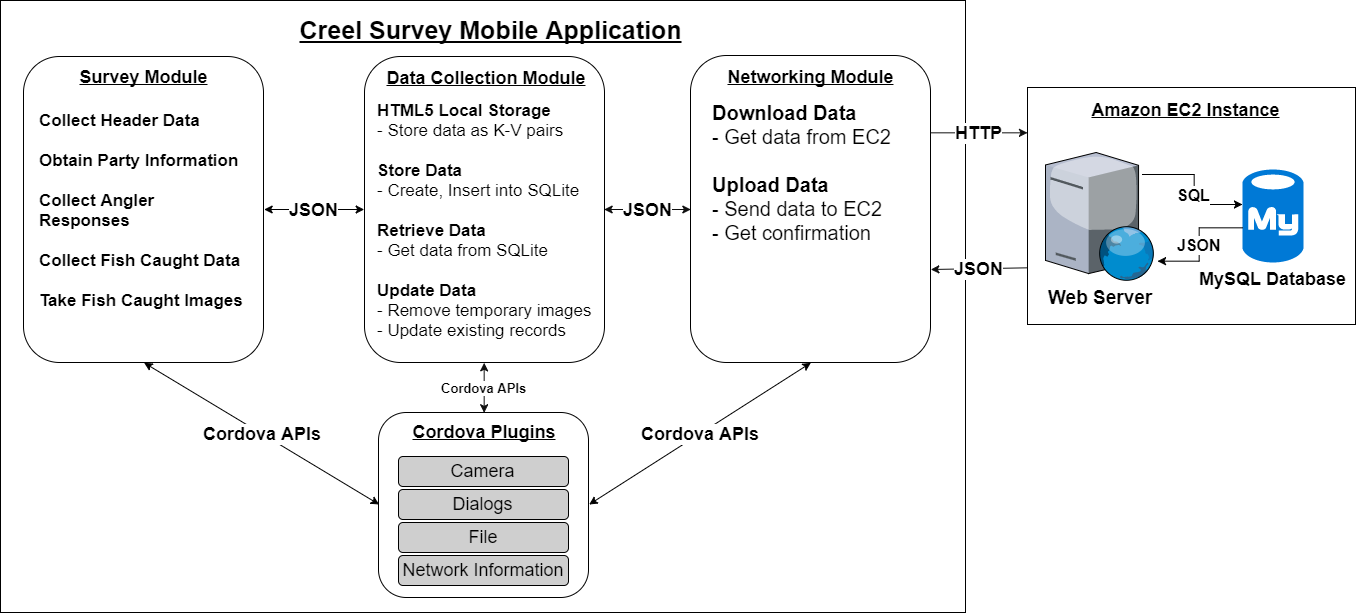 Creel Survey Mobile Application
Survey Module
Collect Header Data
Obtain Party Information
Collect Angler
Responses
Collect Fish Caught Data
Take Fish Caught Images
JSON
Data Collection Module
HTML5 Local Storage
- Store data as K-V pairs
Store Data
- Create, Insert into SQLite
Retrieve Data
- Get data from SQLite
Update Data
- Remove temporary images
- Update existing records
JSON
Networking Module
Download Data
- Get data from EC2
Upload Data
- Send data to EC2
- Get confirmation
HTTP
JSON
Amazon EC2 Instance
SQL
My
JSON
Web Server
MySQL Database
Cordova APIs
Cordova APIs
Cordova APIs
Cordova Plugins
Camera
Dialogs
File
Network Information